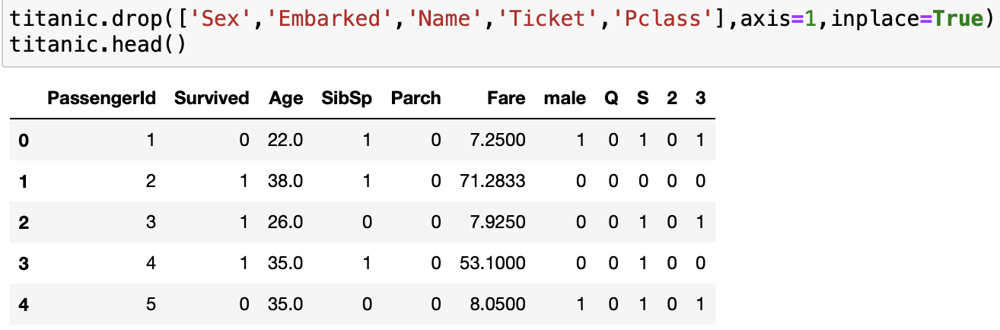 titanic.drop(['Sex','Embarked','Name','Ticket','Pclass'],axis=1,inplace=True)
titanic.head()
PassengerId Survived Age SibSp Parch Fare male Q S 2 3
0 1 0 22.0 1 0 7.2500 1 0 1 0 1
1 2 1 38.0 1 0 71.2833 0 0 0 0 0
2 3 1 26.0 0 0 7.9250 0 0 1 0 1
3 4 1 35.0 1 0 53.1000 0 0 1 0 0
4 5 0 35.0 0 0 8.0500 1 0 1 0 1